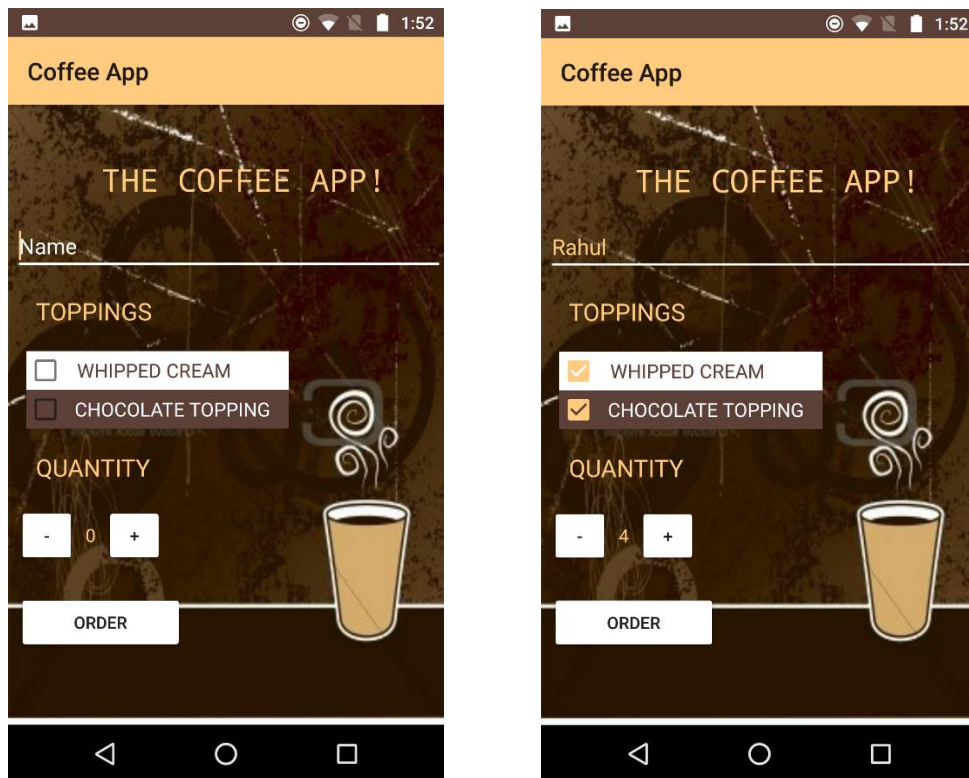 1:52
Coffee App
THE COFFEE APP!
Name
TOPPINGS
WHIPPED CREAM
CHOCOLATE TOPPING
QUANTITY
- 0 +
ORDER
1:52
Coffee App
THE COFFEE APP!
Rahul
TOPPINGS
WHIPPED CREAM
CHOCOLATE TOPPING
QUANTITY
- 4 +
ORDER